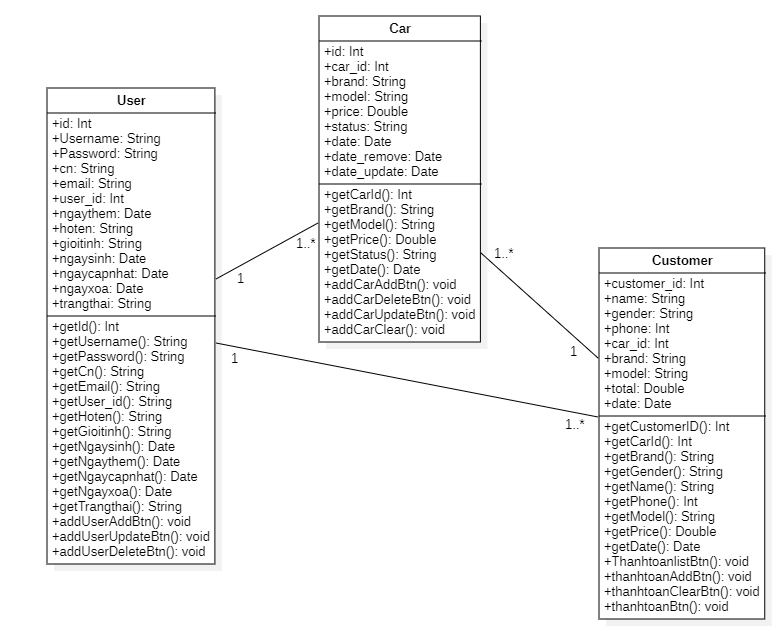 User
+id: Int
+Username: String
+Password: String
+cn: String
+email: String
+user_id: Int
+ngaythem: Date
+hoten: String
+gioitinh: String
+ngaysinh: Date
+ngaycapnhat: Date
+ngayxoa: Date
+trangthai: String
+getId(): Int
+getUsername(): String
+getPassword(): String
+getCn(): String
+getEmail(): String
+getUser_id(): String
+getHoten(): String
+getGioitinh(): String
+getNgaysinh(): Date
+getNgaythem(): Date
+getNgaycapnhat(): Date
+getNgayxoa(): Date
+getTrangthai(): String
+addUserAddBtn(): void
+addUserUpdateBtn(): void
+addUserDeleteBtn(): void
1
1..*
1
1..*
Car
+id: Int
+car_id: Int
+brand: String
+model: String
+price: Double
+status: String
+date: Date
+date_remove: Date
+date_update: Date
+getCarId(): Int
+getBrand(): String
+getModel(): String
+getPrice(): Double
+getStatus(): String
+getDate(): Date
+addCarAddBtn(): void
+addCarDeleteBtn(): void
+addCarUpdateBtn(): void
+addCarClear(): void
1..*
1
Customer
+customer_id: Int
+name: String
+gender: String
+phone: Int
+car_id: Int
+brand: String
+model: String
+total: Double
+date: Date
+getCustomerID(): Int
+getCarId(): Int
+getBrand(): String
+getGender(): String
+getName(): String
+getPhone(): Int
+getModel(): String
+getPrice(): Double
+getDate(): Date
+ThanhtoanlistBtn(): void
+thanhtoanAddBtn(): void
+thanhtoanClearBtn(): void
+thanhtoanBtn(): void